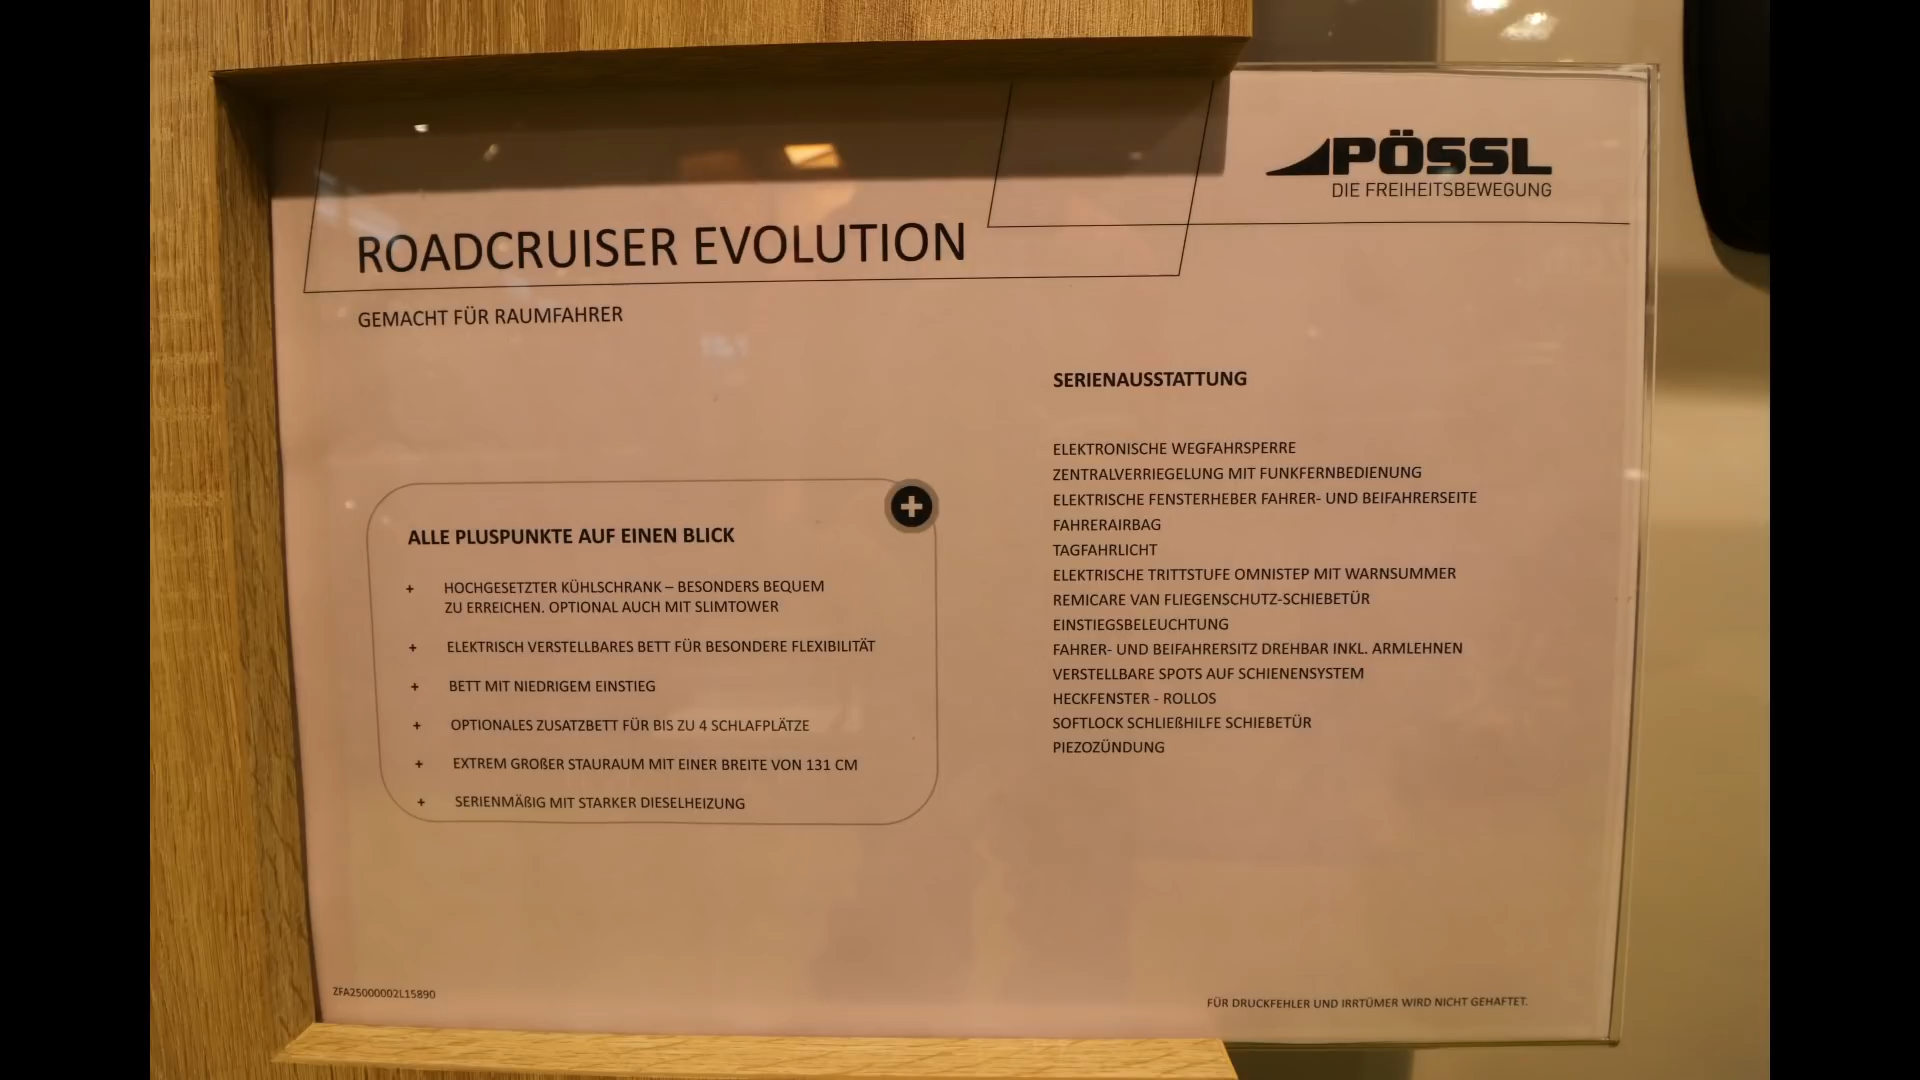 PÖSSL
DIE FREIHEITSBEWEGUNG
ROADCRUISER EVOLUTION
GEMACHT FÜR RAUMFAHRER
ALLE PLUSPUNKTE AUF EINEN BLICK
+ HOCHGESETZTER KÜHLSCHRANK – BESONDERS BEQUEM
ZU ERREICHEN. OPTIONAL AUCH MIT SLIMTOWER
+ ELEKTRISCH VERSTELLBARES BETT FÜR BESONDERE FLEXIBILITÄT
+ BETT MIT NIEDRIGEM EINSTIEG
+ OPTIONALES ZUSATZBETT FÜR BIS ZU 4 SCHLAFPLÄTZE
+ EXTREM GROßER STAURAUM MIT EINER BREITE VON 131 CM
+ SERIENMÄßIG MIT STARKER DIESELHEIZUNG
SERIENAUSSTATTUNG
ELEKTRONISCHE WEGFAHRSPERRE
ZENTRALVERRIEGELUNG MIT FUNKFERNBEDIENUNG
ELEKTRISCHE FENSTERHEBER FAHRER- UND BEIFAHRERSEITE
FAHRERAIRBAG
TAGFAHRLICHT
ELEKTRISCHE TRITTSTUFE OMNISTEP MIT WARNSUMMER
REMICARE VAN FLIEGENSCHUTZ-SCHIEBETÜR
EINSTIEGSBELEUCHTUNG
FAHRER- UND BEIFAHRERSITZ DREHBAR INKL. ARMLEHNEN
VERSTELLBARE SPOTS AUF SCHIENENSYSTEM
HECKFENSTER - ROLLOS
SOFTLOCK SCHLIEßHILFE SCHIEBETÜR
PIEZOZÜNDUNG
ZFA25000002L15890
FÜR DRUCKFEHLER UND IRRTÜMER WIRD NICHT GEHAFTET.